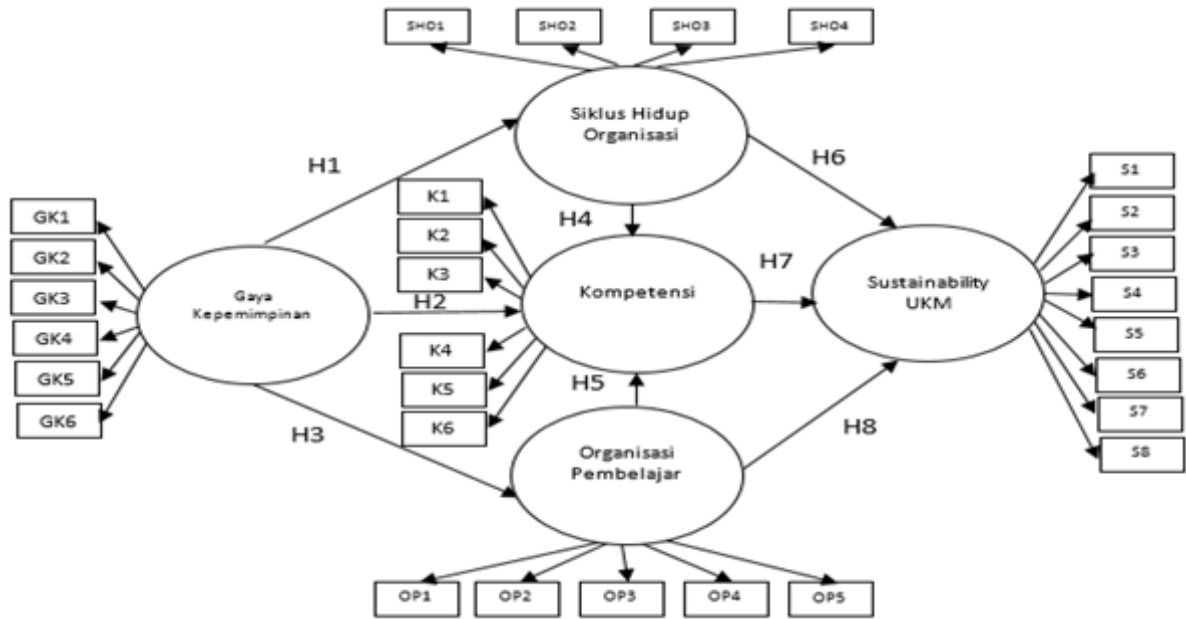 SHO1
SHO2
SHO3
SHO4
Siklus Hidup
Organisasi
H1
H6
K1
K2
K3
H4
GK1
GK2
GK3
GK4
GK5
GK6
Gaya
Kepemimpinan
H2
Kompetensi
H7
Sustainability
UKM
S1
S2
S3
S4
S5
S6
S7
S8
K4
K5
K6
H5
H3
H8
Organisasi
Pembelajar
OP1
OP2
OP3
OP4
OP5